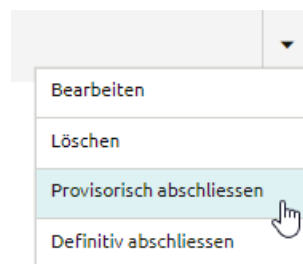 Bearbeiten
Löschen
Provisorisch abschliessen
Definitiv abschliessen